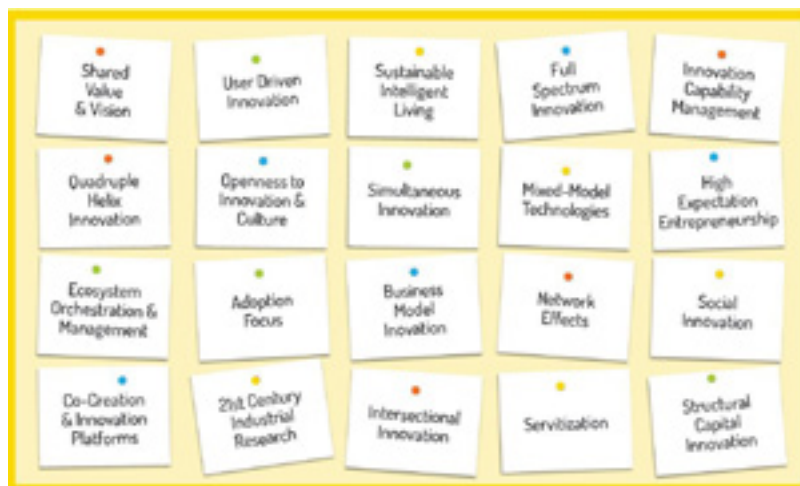 Shared
Value
& Vision
User Driven
Innovation
Sustainable
Intelligent
Living
Full
Spectrum
Innovation
Innovation
Capability
Management
Quadruple
Helix
Innovation
Openness to
Innovation &
Culture
Simultaneous
Innovation
Mixed-Model
Technologies
High
Expectation
Entrepreneurship
Ecosystem
Orchestration &
Management
Adoption
Focus
Business
Model
Inovation
Network
Effects
Social
Innovation
Co-Creation
& Innovation
Platforms
21st Century
Industrial
Research
Intersectional
Innovation
Servitization
Structural
Capital
Innovation